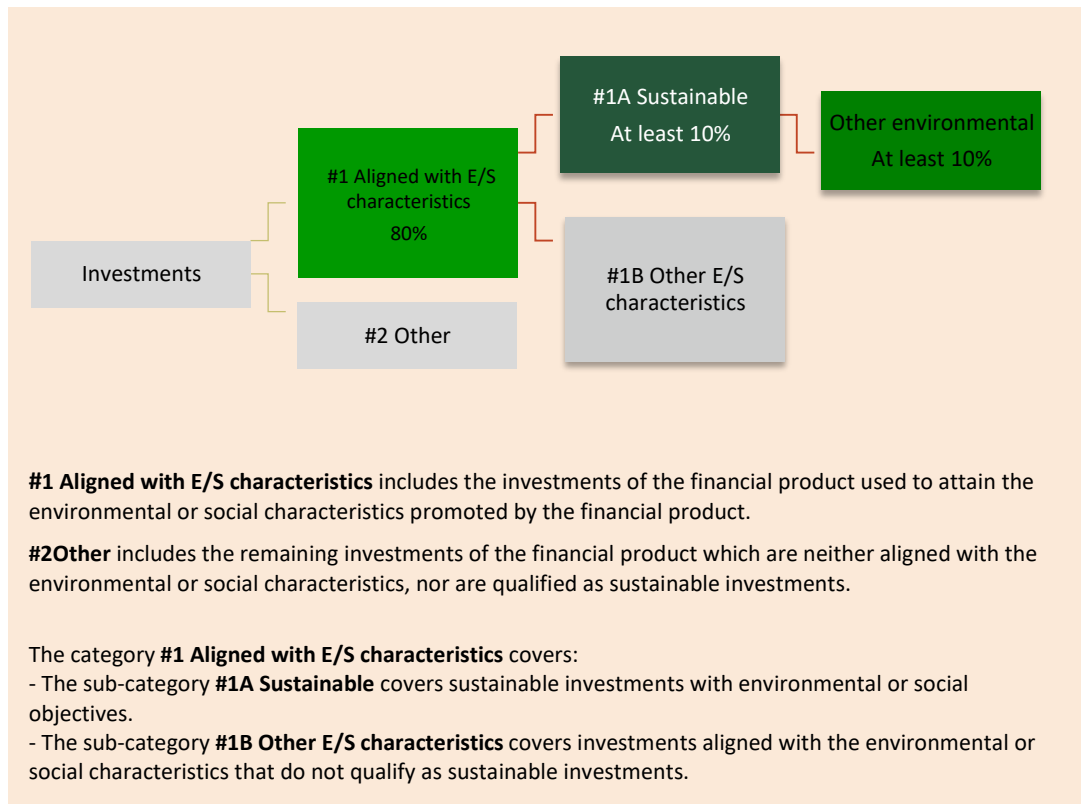 #1A Sustainable
At least 10%
Other environmental
At least 10%
#1 Aligned with E/S
characteristics
80%
Investments
#1B Other E/S
characteristics
#2 Other
#1 Aligned with E/S characteristics includes the investments of the financial product used to attain the
environmental or social characteristics promoted by the financial product.
#2Other includes the remaining investments of the financial product which are neither aligned with the
environmental or social characteristics, nor are qualified as sustainable investments.
The category #1 Aligned with E/S characteristics covers:
- The sub-category #1A Sustainable covers sustainable investments with environmental or social
objectives.
- The sub-category #1B Other E/S characteristics covers investments aligned with the environmental or
social characteristics that do not qualify as sustainable investments.